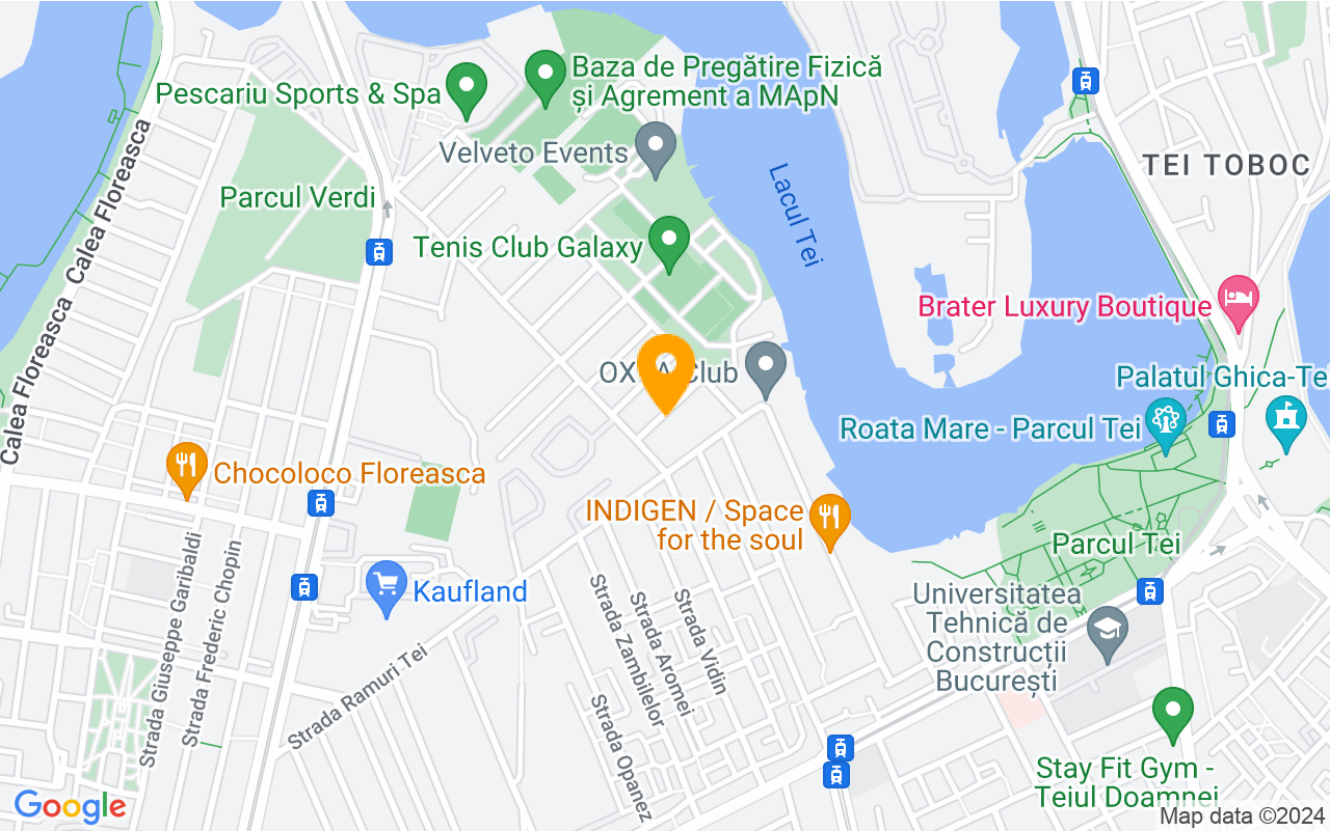 Baza de Pregătire Fizică
și Agrement a MApN
Pescariu Sports & Spa
Calea Floreasca
Calea Floreasca
Calea Floreasca
Velveto Events
TEI TOBOC
Parcul Verdi
Lacul Tei
Tenis Club Galaxy
Brater Luxury Boutique
Club
Palatul Ghica-Te
Roata Mare - Parcul Tei
Chocoloco Floreasca
INDIGEN / Space
for the soul
Parcul Tei
Kaufland
Universitatea
Tehnică de
Construcții
București
Strada Giuseppe Garibaldi
Strada Frederic Chopin
Strada Ramuri Tei
Strada Zambilelor
Strada Aromei
Strada Vidin
Strada Opanez
Stay Fit Gym -
Teiul Doamnei
Google
Map data ©2024